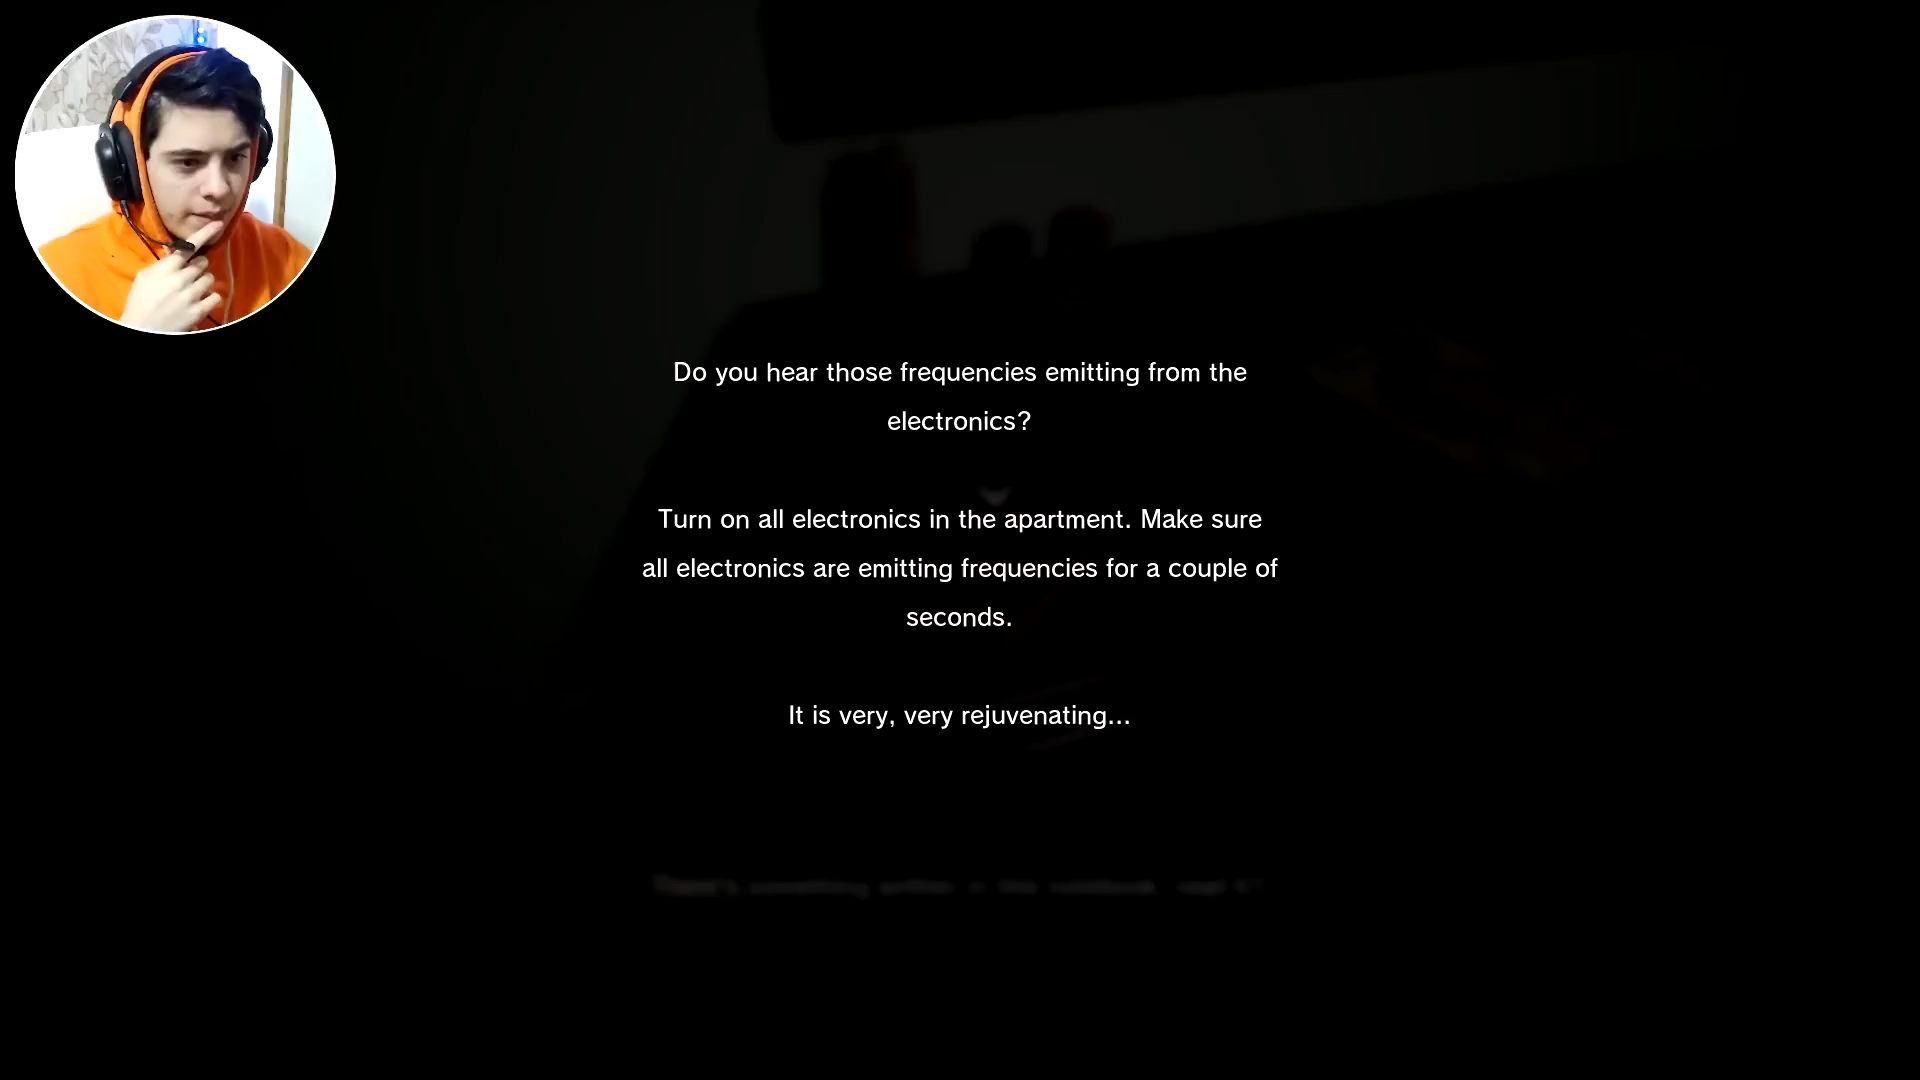 Do you hear those frequencies emitting from the
electronics?
Turn on all electronics in the apartment. Make sure
all electronics are emitting frequencies for a couple of
seconds.
It is very, very rejuvenating...